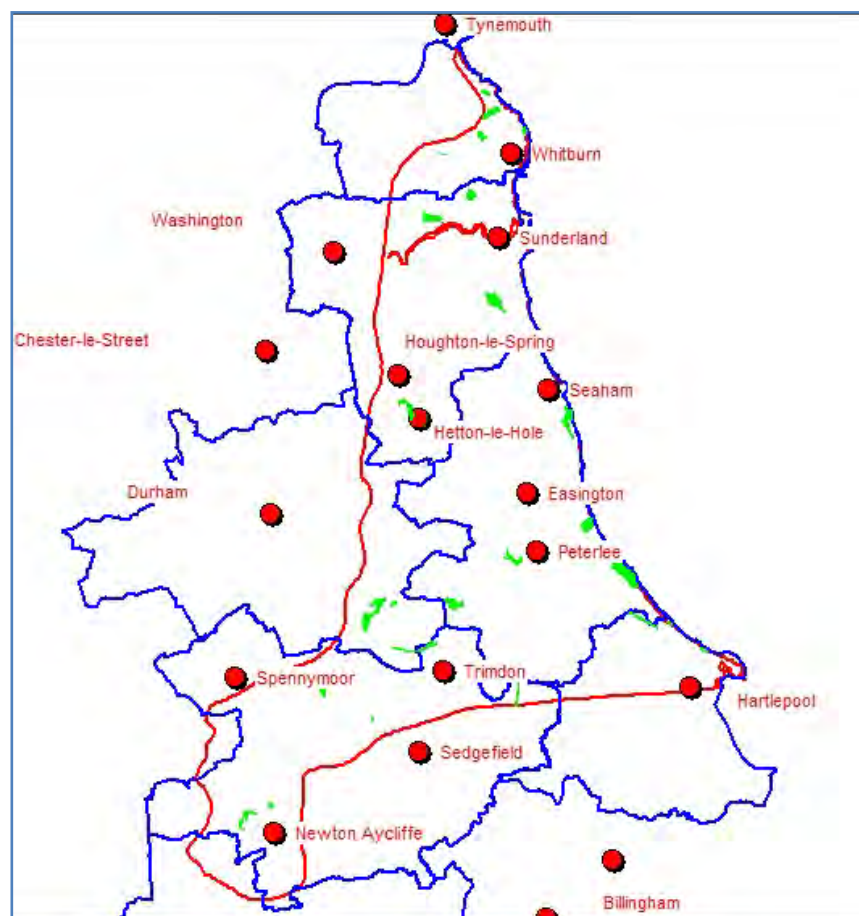 Tynemouth
Whitburn
Washington
Sunderland
Chester-le-Street
Houghton-le-Spring
Seaham
Hetton-le-Hole
Durham
Easington
Peterlee
Spennymoor
Trimdon
Hartlepool
Sedgefield
Newton Aycliffe
Billingham